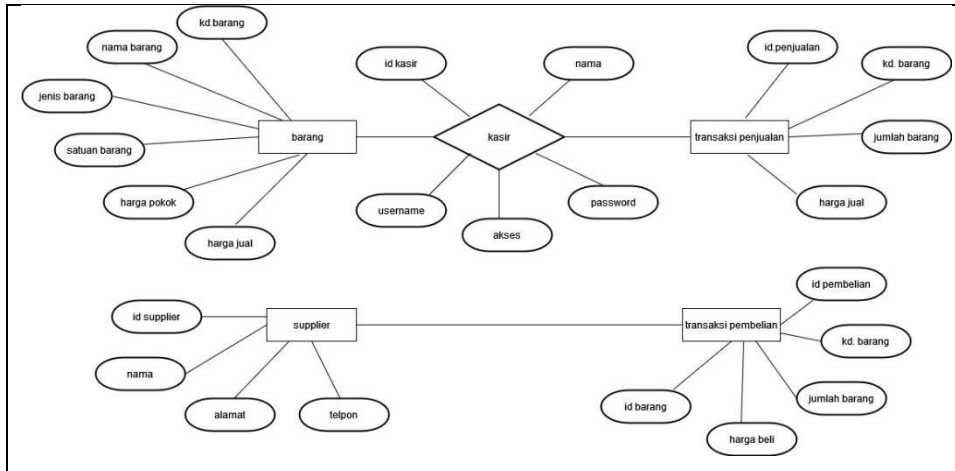 kd.barang
nama barang
jenis barang
satuan barang
harga pokok
harga jual
barang
id kasir
nama
kasir
username
akses
password
id.penjualan
kd. barang
transaksi penjualan
jumlah barang
harga jual
id supplier
nama
alamat
telpon
supplier
transaksi pembelian
id pembelian
kd. barang
jumlah barang
id barang
harga beli